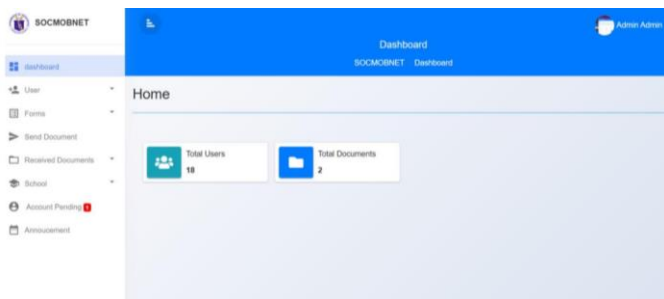 SOCMOBNET
dashboard
User
Forms
Send Document
Received Documents
School
Account Pending
Annoucement
Admin Admin
Dashboard
SOCMOBNET Dashboard
Home
Total Users
18
Total Documents
2